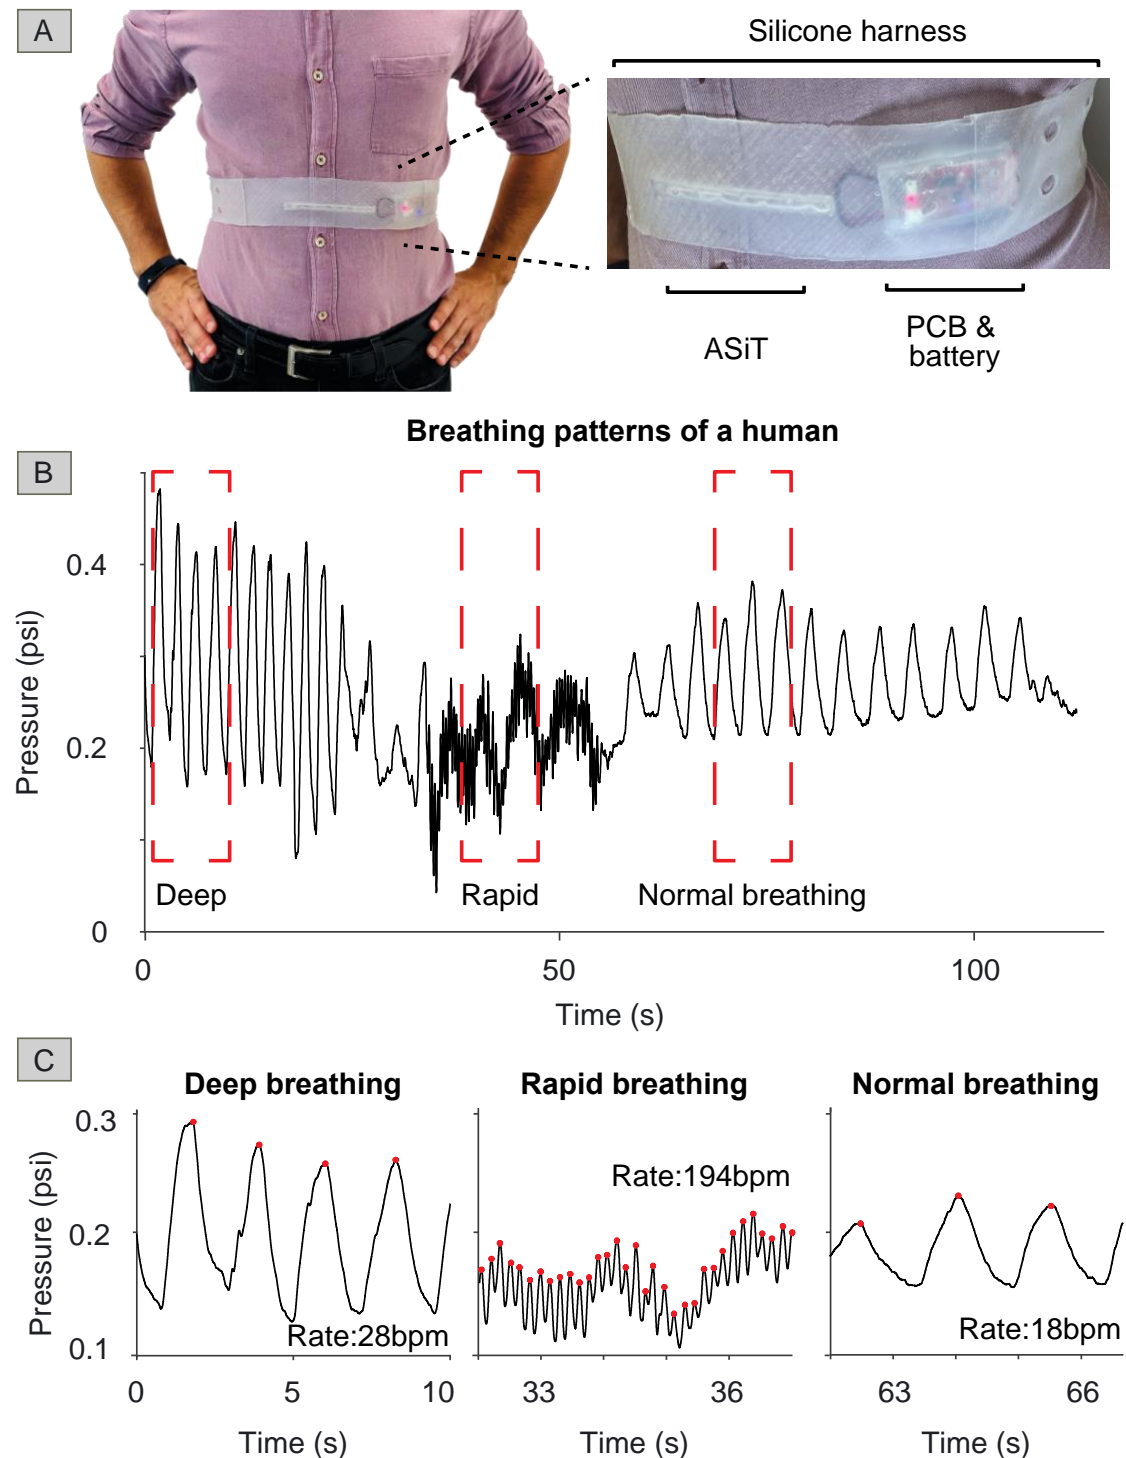 A
Silicone harness
ASiT
PCB &
battery
Breathing patterns of a human
B
Pressure (psi)
0.4
0.2
0
Deep
Rapid
Normal breathing
0
50
100
Time (s)
C
Deep breathing
Rapid breathing
Normal breathing
Pressure (psi)
0.3
0.2
0.1
Rate:28bpm
Rate:194bpm
Rate:18bpm
0
5
10
33
36
63
66
Time (s)
Time (s)
Time (s)